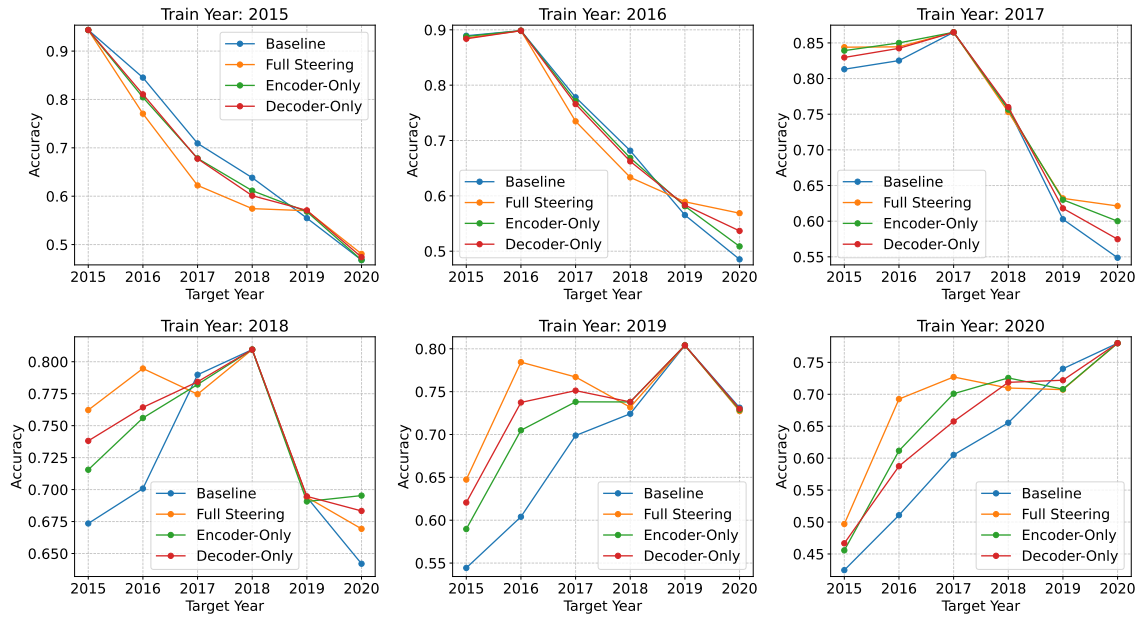 Train Year: 2015
Accuracy
0.9
0.8
0.7
0.6
0.5
Baseline
Full Steering
Encoder-Only
Decoder-Only
2015 2016 2017 2018 2019 2020
Target Year
Train Year: 2016
Accuracy
0.9
0.8
0.7
0.6
0.5
Baseline
Full Steering
Encoder-Only
Decoder-Only
2015 2016 2017 2018 2019 2020
Target Year
Train Year: 2017
Accuracy
0.85
0.80
0.75
0.70
0.65
0.60
0.55
Baseline
Full Steering
Encoder-Only
Decoder-Only
2015 2016 2017 2018 2019 2020
Target Year
Train Year: 2018
Accuracy
0.800
0.775
0.750
0.725
0.700
0.675
0.650
Baseline
Full Steering
Encoder-Only
Decoder-Only
2015 2016 2017 2018 2019 2020
Target Year
Train Year: 2019
Accuracy
0.80
0.75
0.70
0.65
0.60
0.55
Baseline
Full Steering
Encoder-Only
Decoder-Only
2015 2016 2017 2018 2019 2020
Target Year
Train Year: 2020
Accuracy
0.75
0.70
0.65
0.60
0.55
0.50
0.45
Baseline
Full Steering
Encoder-Only
Decoder-Only
2015 2016 2017 2018 2019 2020
Target Year